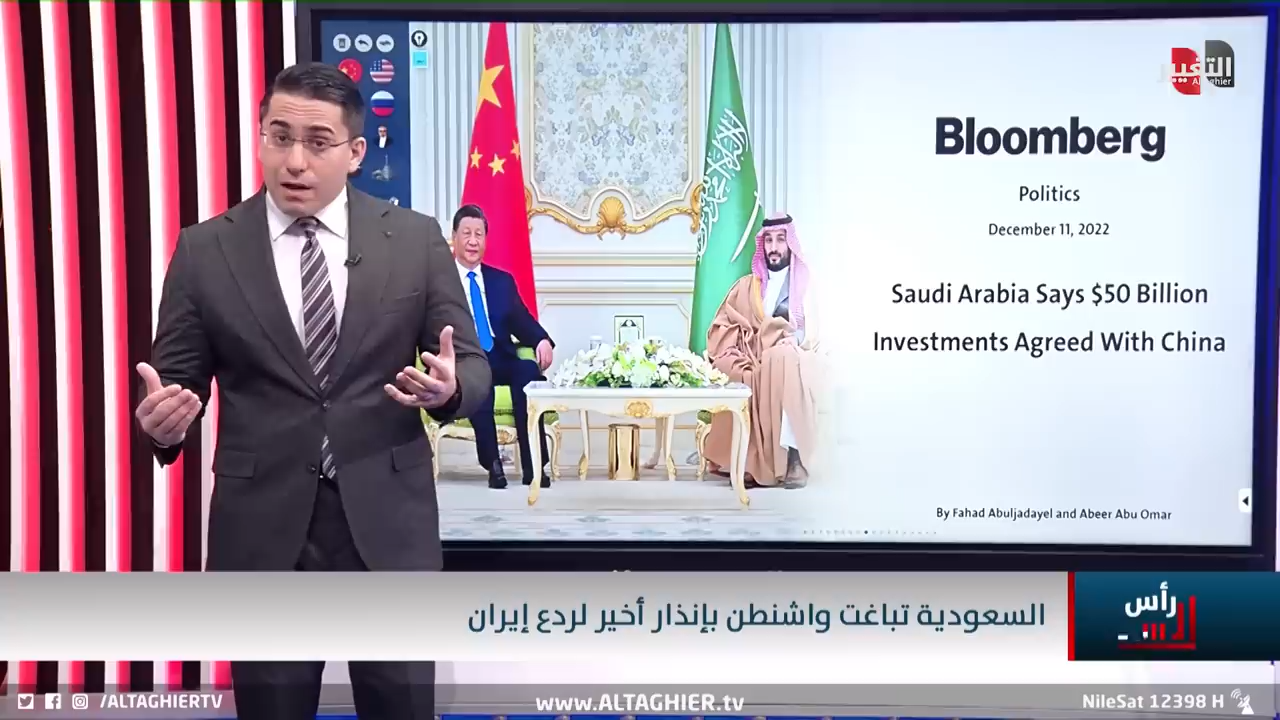 التغيير
Altaghier
Bloomberg
Politics
December 11, 2022
Saudi Arabia Says $50 Billion
Investments Agreed With China
By Fahad Abuljadayel and Abeer Abu Omar
السعودية تباغت واشنطن بإنذار أخير لردع إيران
رأس
/ALTAGHIERTV
www.ALTAGHIER.tv
NileSat 12398 H